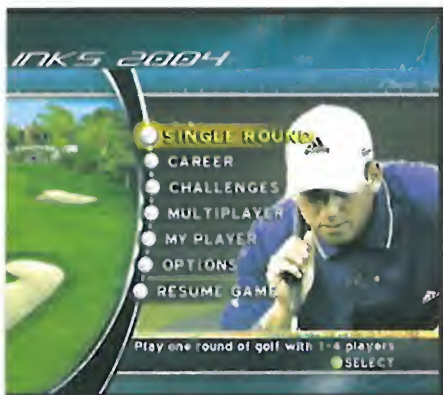 INKS 2004
SINGLE ROUND
CAREER
CHALLENGES
MULTIPLAYER
MY PLAYER
OPTIONS
RESUME GAME
adidas
Play one round of golf with 1-4 players
SELECT